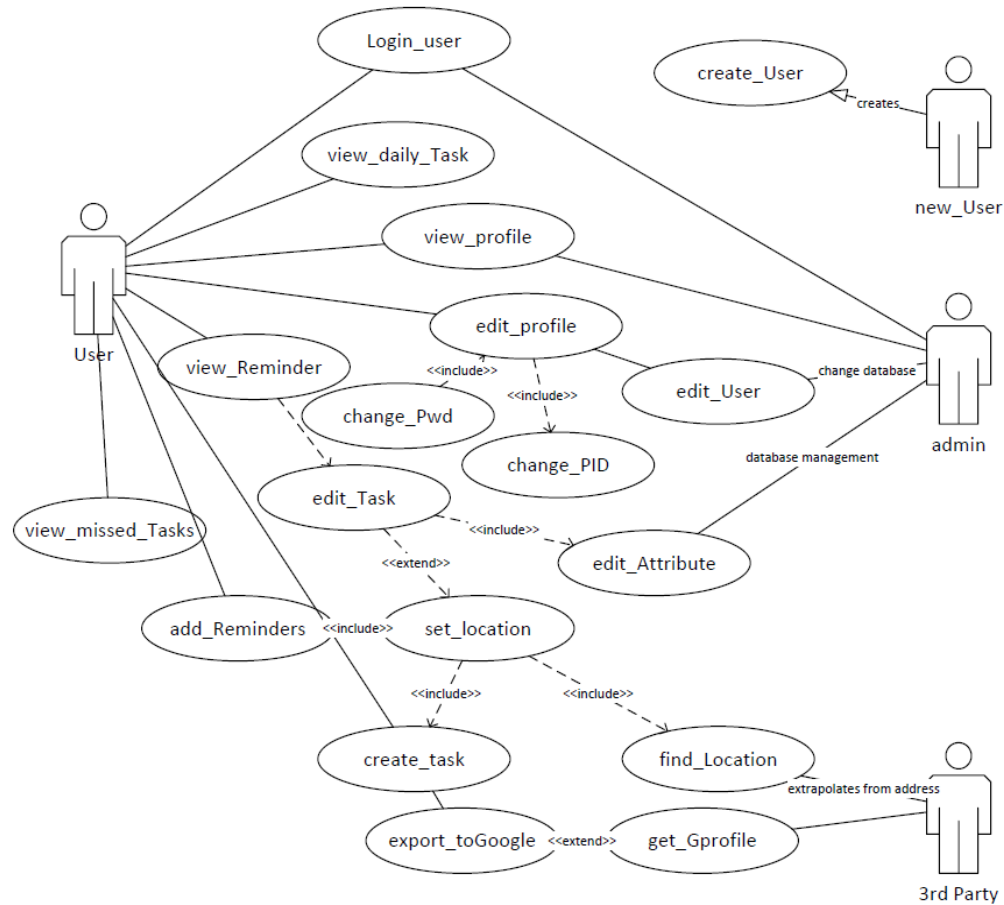 Login_user
create_User
creates
new_User
view_daily_Task
view_profile
User
edit_profile
view_Reminder
<<include>>
change_Pwd
<<include>>
edit_User
change database
admin
change_PID
database management
edit_Task
view_missed_Tasks
<<include>>
edit_Attribute
<<extend>>
add_Reminders
<<include>>
set_location
<<include>>
<<include>>
create_task
find_Location
extrapolates from address
export_toGoogle
<<extend>>
get_Gprofile
3rd Party